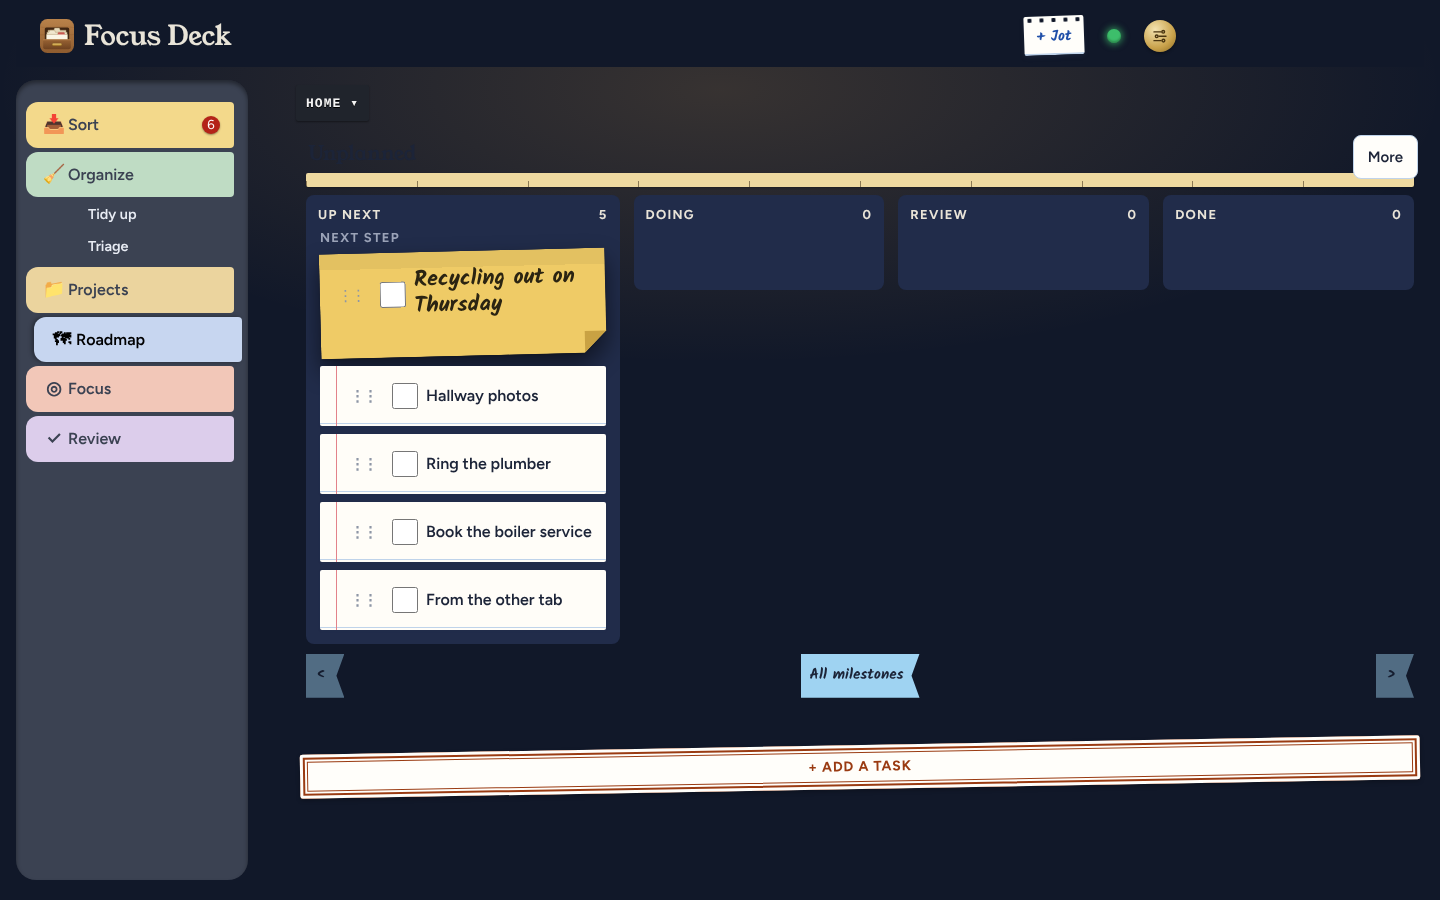 Focus Deck
+ Jot
Sort
6
Organize
Tidy up
Triage
Projects
Roadmap
Focus
Review
HOME ▾
More
UP NEXT
5
NEXT STEP
Recycling out on
Thursday
Hallway photos
Ring the plumber
Book the boiler service
From the other tab
DOING
0
REVIEW
0
DONE
0
<
All milestones
>
+ ADD A TASK